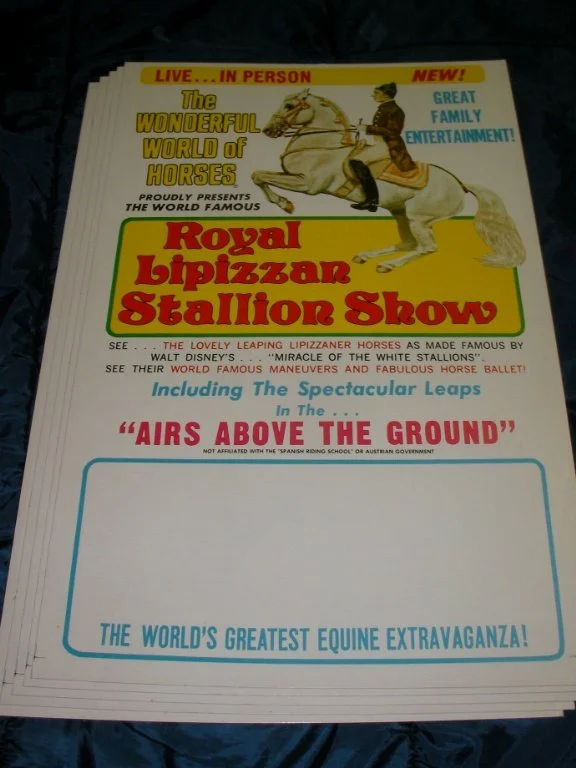 LIVE...IN PERSON NEW!
The
WONDERFUL
WORLD of
HORSES
GREAT
FAMILY
ENTERTAINMENT!
PROUDLY PRESENTS
THE WORLD FAMOUS
Royal
Lipizzan
Stallion Show
SEE . . . THE LOVELY LEAPING LIPIZZANER HORSES AS MADE FAMOUS BY
WALT DISNEY'S . . . "MIRACLE OF THE WHITE STALLIONS".
SEE THEIR WORLD FAMOUS MANEUVERS AND FABULOUS HORSE BALLET!
Including The Spectacular Leaps
In The . . .
"AIRS ABOVE THE GROUND"
NOT AFFILIATED WITH THE "SPANISH RIDING SCHOOL" OR AUSTRIAN GOVERNMENT
THE WORLD'S GREATEST EQUINE EXTRAVAGANZA!